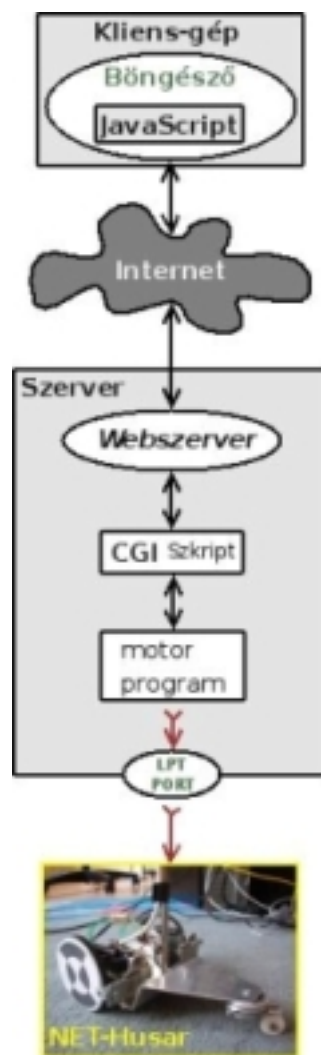 Kliens-gép
Böngésző
JavaScript
Internet
Szerver
Webszerver
CGI Szkript
motor
program
LPT
PORT
NET-Husar